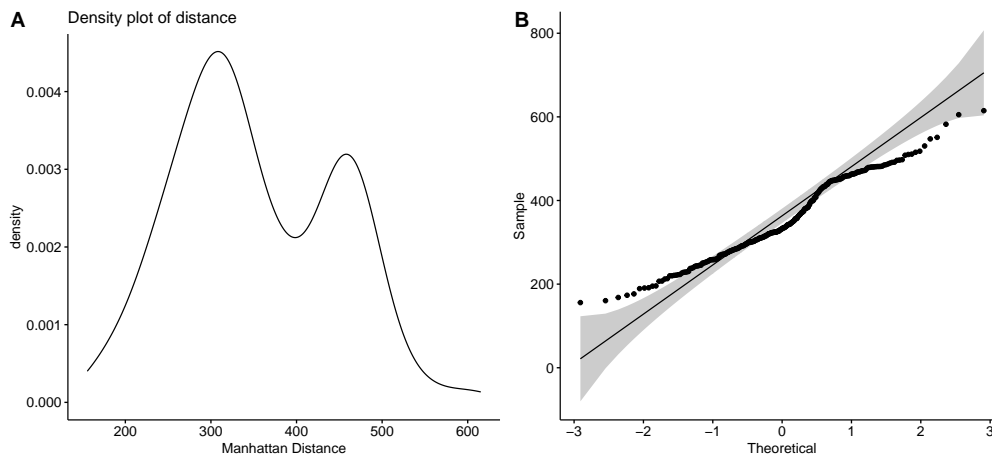 A
Density plot of distance
0.004
0.003
0.002
0.001
0.000
density
200 300 400 500 600
Manhattan Distance
B
800
600
400
200
0
Sample
−3 −2 −1 0 1 2 3
Theoretical